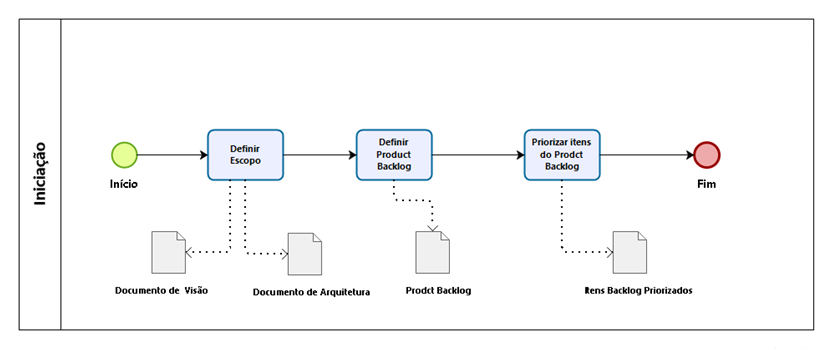 Iniciação
Definir
Escopo
Definir
Product
Backlog
Priorizar itens
do Prodct
Backlog
Início
Fim
Documento de Visão
Documento de Arquitetura
Prodct Backlog
Itens Backlog Priorizados